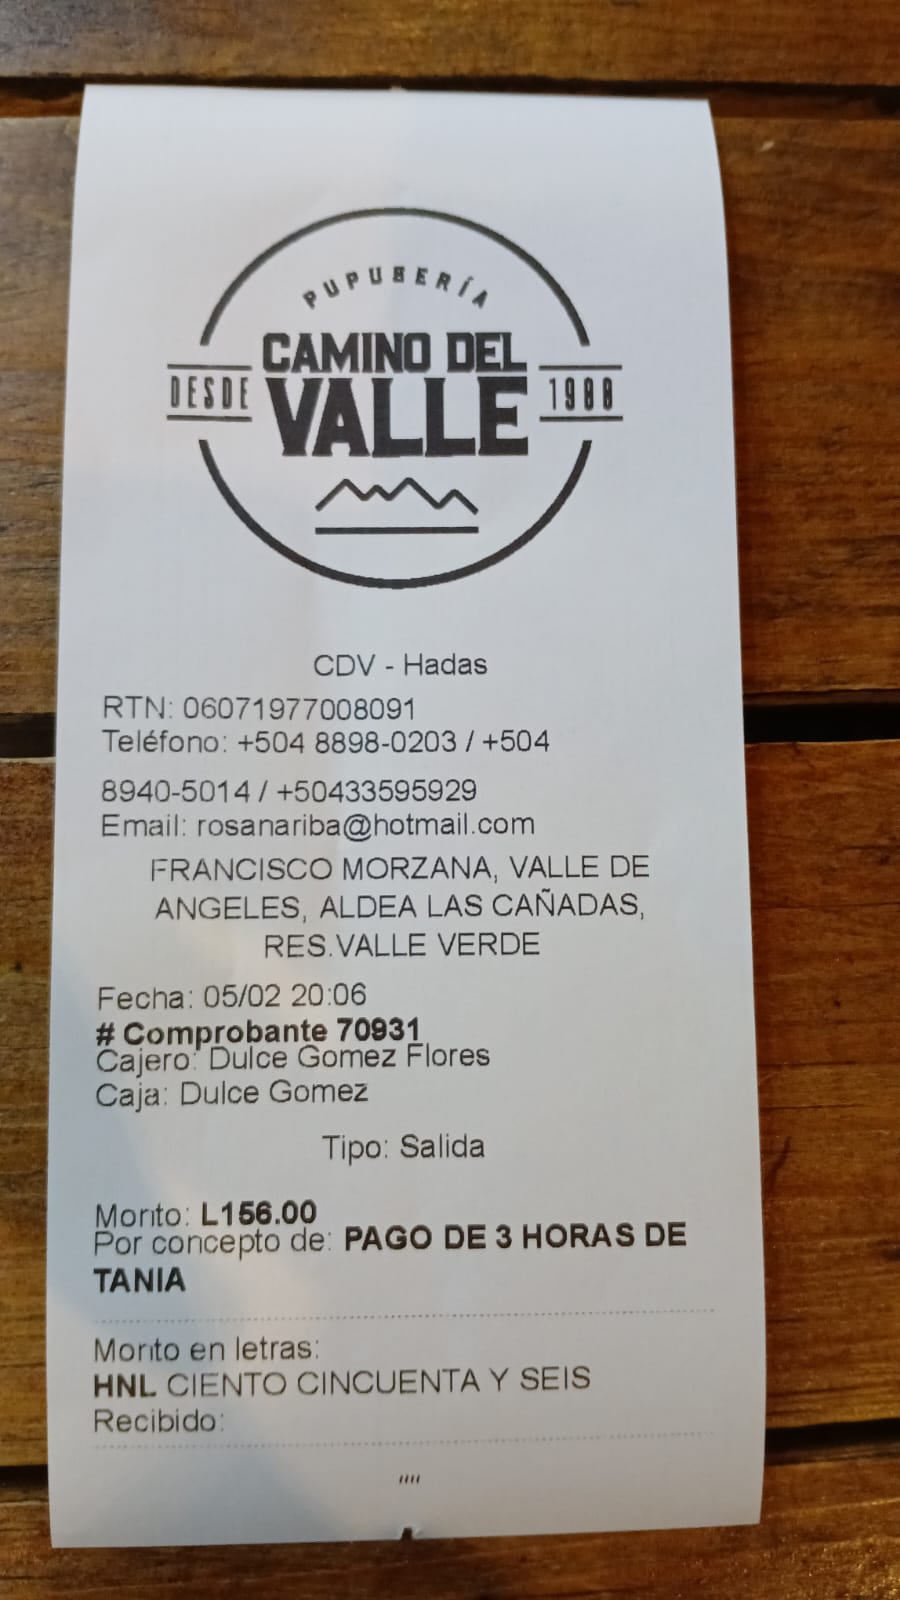 PUPUSERÍA
CAMINO DEL
DESDE VALLE 1988
CDV - Hadas
RTN: 06071977008091
Teléfono: +504 8898-0203 / +504
8940-5014 / +50433595929
Email: rosanariba@hotmail.com
FRANCISCO MORZANA, VALLE DE
ANGELES, ALDEA LAS CAÑADAS,
RES.VALLE VERDE
Fecha: 05/02 20:06
# Comprobante 70931
Cajero: Dulce Gomez Flores
Caja: Dulce Gomez
Tipo: Salida
Monto: L156.00
Por concepto de: PAGO DE 3 HORAS DE
TANIA
Monto en letras:
HNL CIENTO CINCUENTA Y SEIS
Recibido:
,,,,